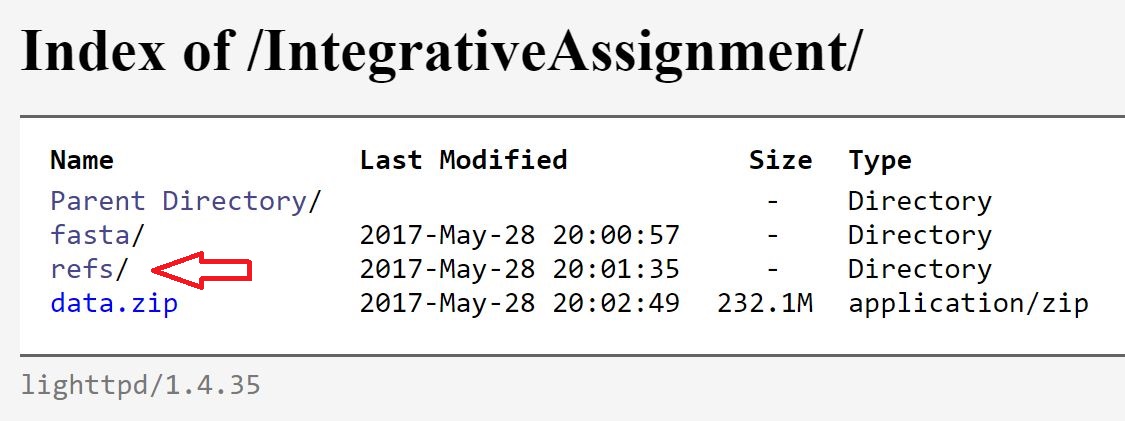 Index of /IntegrativeAssignment/
Name Last Modified Size Type
Parent Directory/ - Directory
fasta/ 2017-May-28 20:00:57 - Directory
refs/ 2017-May-28 20:01:35 - Directory
data.zip 2017-May-28 20:02:49 232.1M application/zip
lighttpd/1.4.35